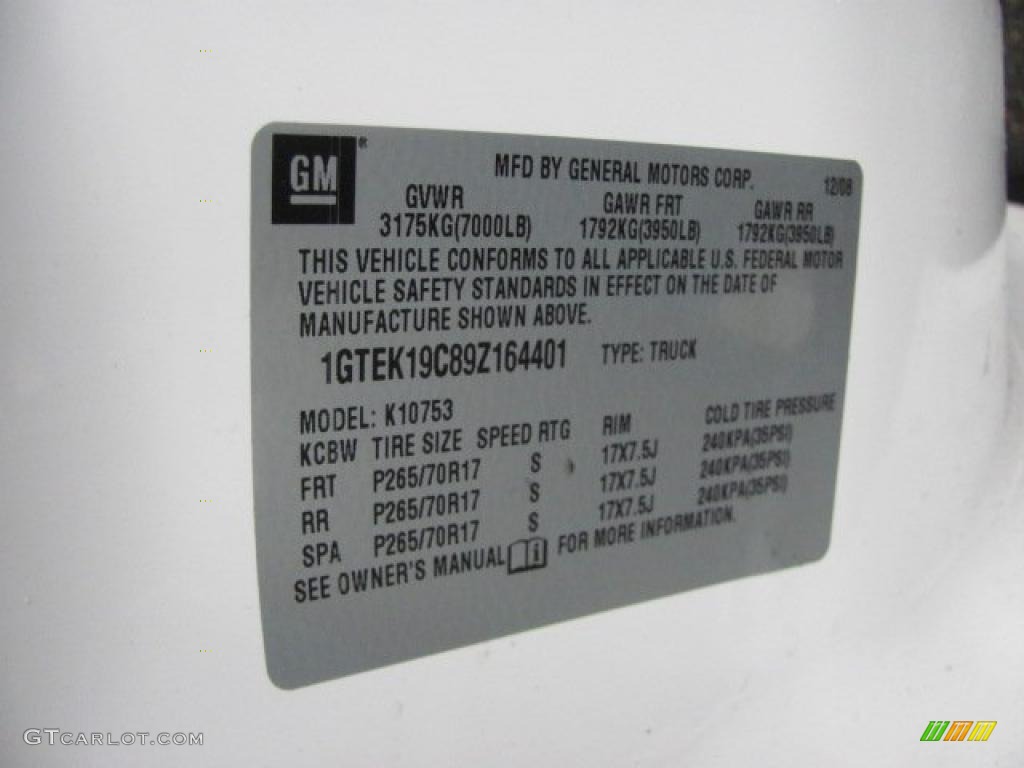 GM®
MFD BY GENERAL MOTORS CORP. 12/08
GVWR GAWR FRT GAWR RR
3175KG(7000LB) 1792KG(3950LB) 1792KG(3950LB)
THIS VEHICLE CONFORMS TO ALL APPLICABLE U.S. FEDERAL MOTOR
VEHICLE SAFETY STANDARDS IN EFFECT ON THE DATE OF
MANUFACTURE SHOWN ABOVE.
1GTEK19C89Z164401 TYPE: TRUCK
MODEL: K10753
KCBW TIRE SIZE SPEED RTG RIM COLD TIRE PRESSURE
FRT P265/70R17 S 17X7.5J 240KPA(35PSI)
RR P265/70R17 S 17X7.5J 240KPA(35PSI)
SPA P265/70R17 S 17X7.5J 240KPA(35PSI)
SEE OWNER'S MANUAL i FOR MORE INFORMATION.
GTCARLOT.COM